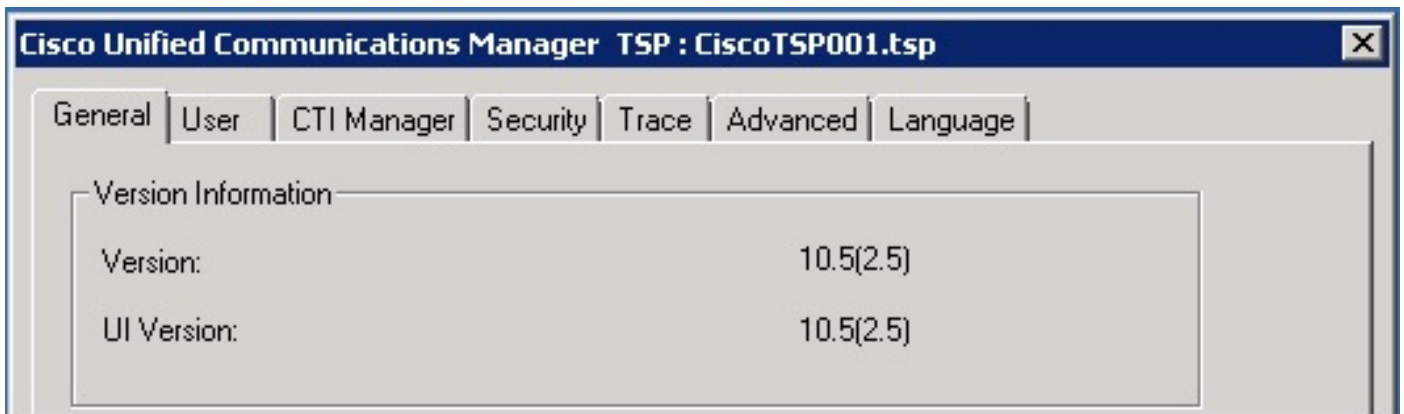 Cisco Unified Communications Manager TSP : CiscoTSP001.tsp
General User CTI Manager Security Trace Advanced Language
Version Information
Version: 10.5(2.5)
UI Version: 10.5(2.5)